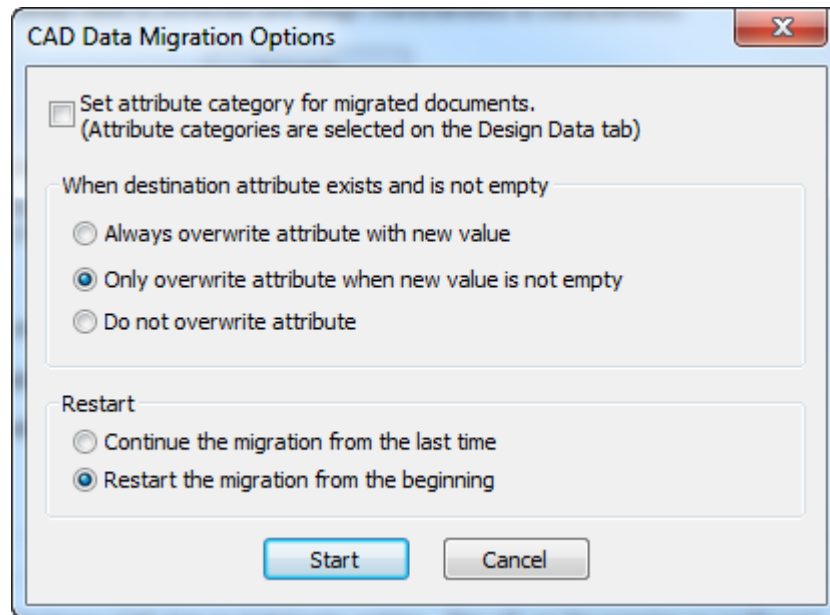 CAD Data Migration Options
Set attribute category for migrated documents.
(Attribute categories are selected on the Design Data tab)
When destination attribute exists and is not empty
Always overwrite attribute with new value
Only overwrite attribute when new value is not empty
Do not overwrite attribute
Restart
Continue the migration from the last time
Restart the migration from the beginning
Start
Cancel